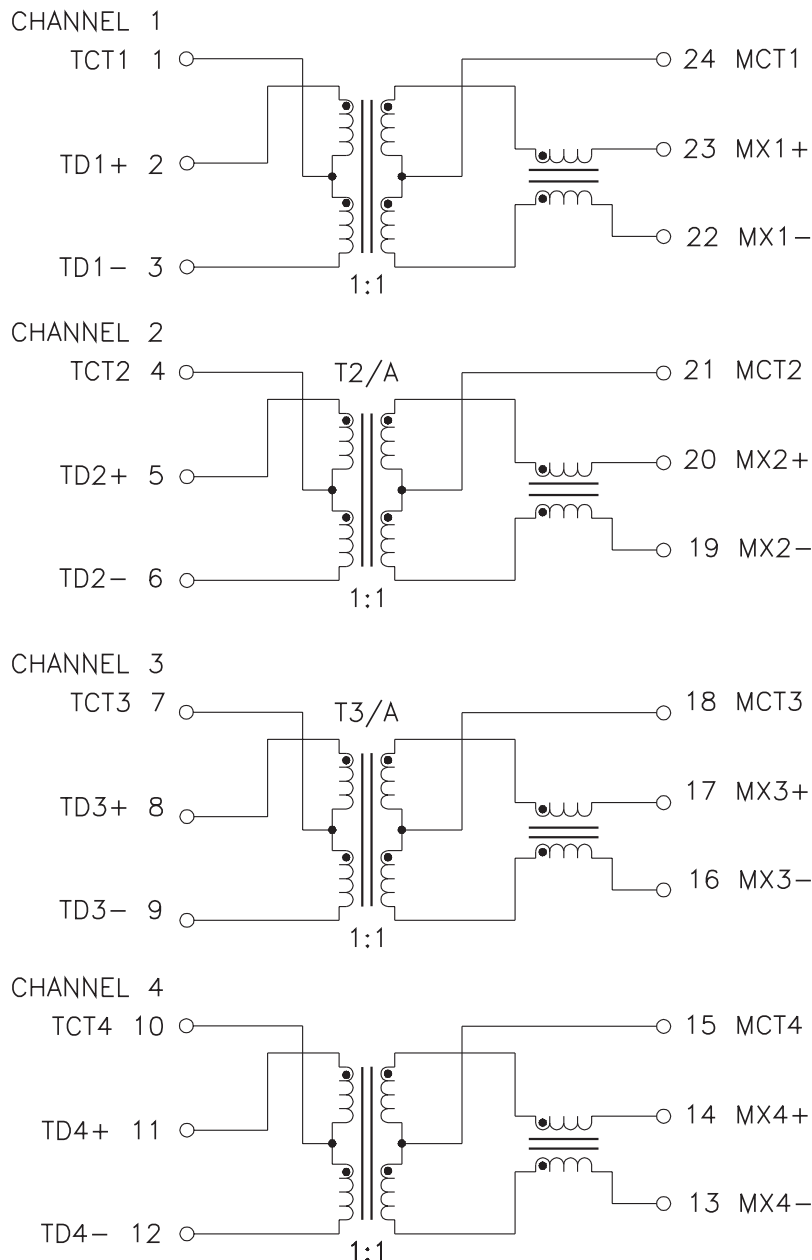 CHANNEL 1
TCT1 1
24 MCT1
TD1+ 2
23 MX1+
22 MX1−
TD1− 3
1:1
CHANNEL 2
TCT2 4
T2/A
21 MCT2
TD2+ 5
20 MX2+
19 MX2−
TD2− 6
1:1
CHANNEL 3
TCT3 7
T3/A
18 MCT3
TD3+ 8
17 MX3+
16 MX3−
TD3− 9
1:1
CHANNEL 4
TCT4 10
15 MCT4
TD4+ 11
14 MX4+
13 MX4−
TD4− 12
1:1